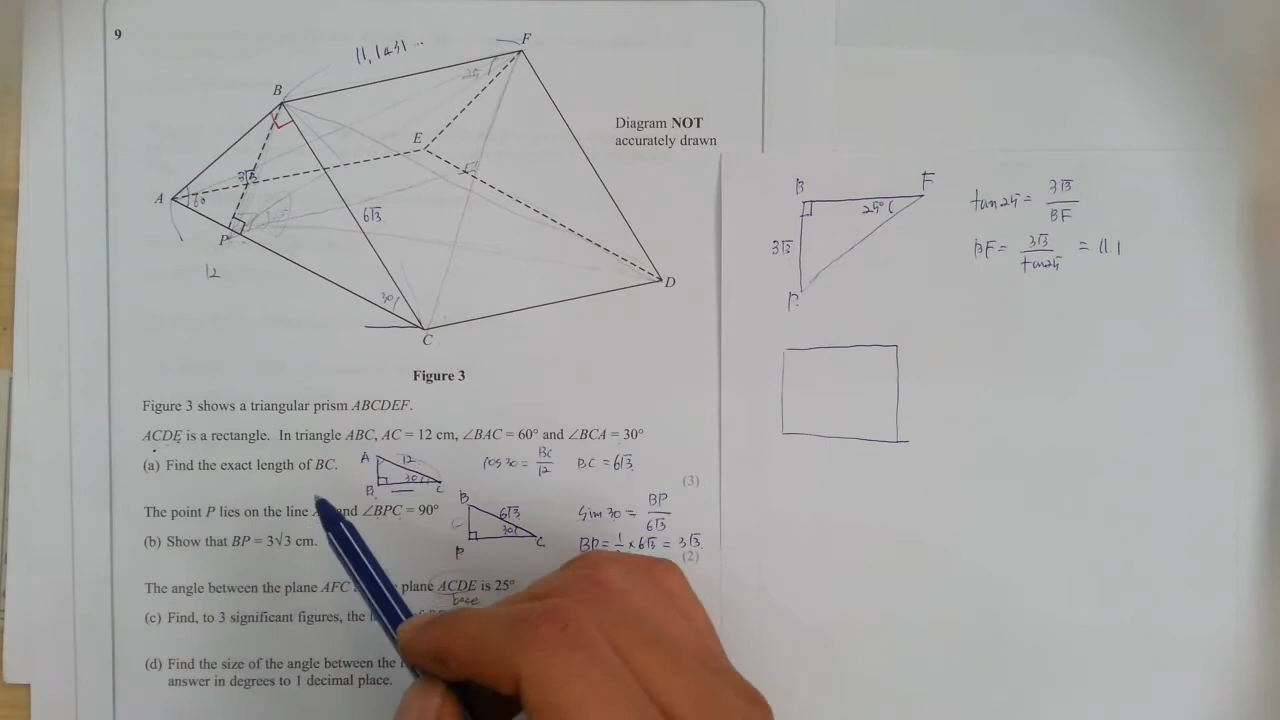 9
11.1431...
F
25
B
E
Diagram NOT
accurately drawn
3√3
A
60
6√3
P
12
30
D
C
Figure 3
Figure 3 shows a triangular prism ABCDEF.
ACDE is a rectangle. In triangle ABC, AC = 12 cm, ∠BAC = 60° and ∠BCA = 30°
(a) Find the exact length of BC.
A 12 30 B C
cos30 = BC/12 BC = 6√3
(3)
The point P lies on the line and ∠BPC = 90°
(b) Show that BP = 3√3 cm.
B 6√3 30 P C
Sin 30 = BP/6√3
BP = × 6√3 = 3√3
(2)
The angle between the plane AFC plane ACDE is 25°
base
(c) Find, to 3 significant figures, the
(d) Find the size of the angle between the
answer in degrees to 1 decimal place.
B F
25°
3√3
P
tan25 = 3√3/BF
BF = 3√3/tan25 = 11.1